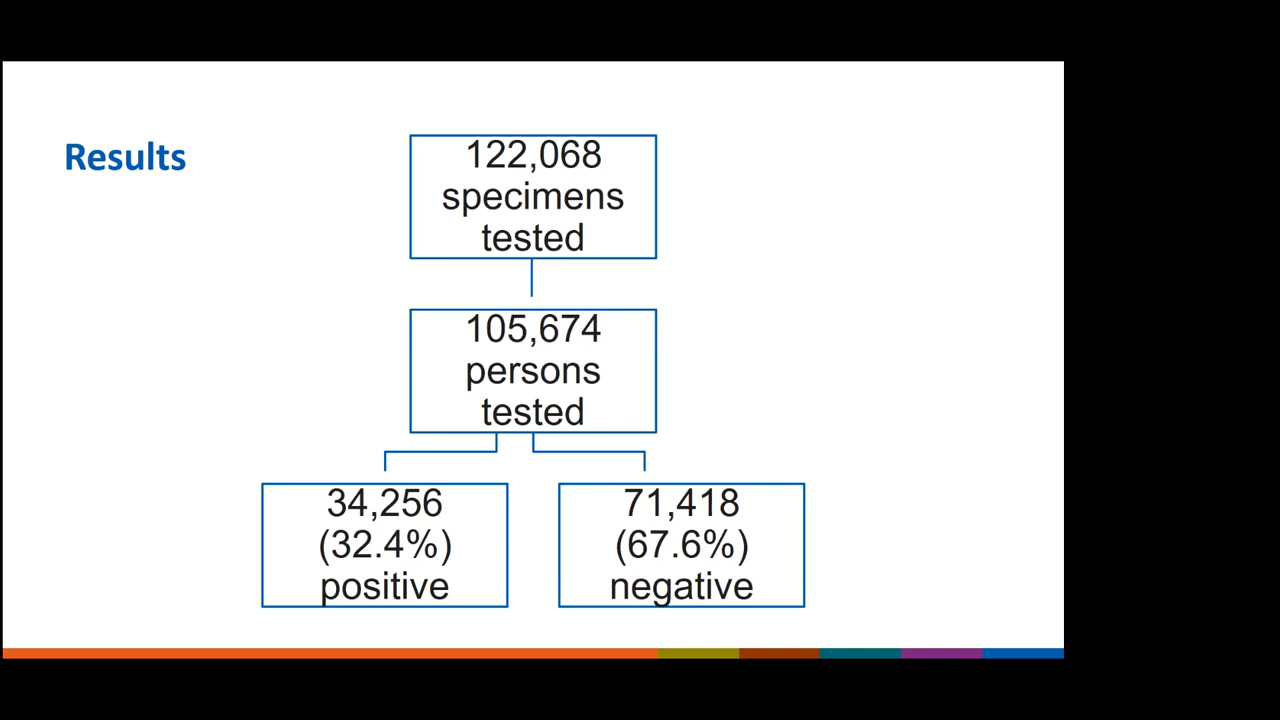 Results
122,068
specimens
tested
105,674
persons
tested
34,256
(32.4%)
positive
71,418
(67.6%)
negative